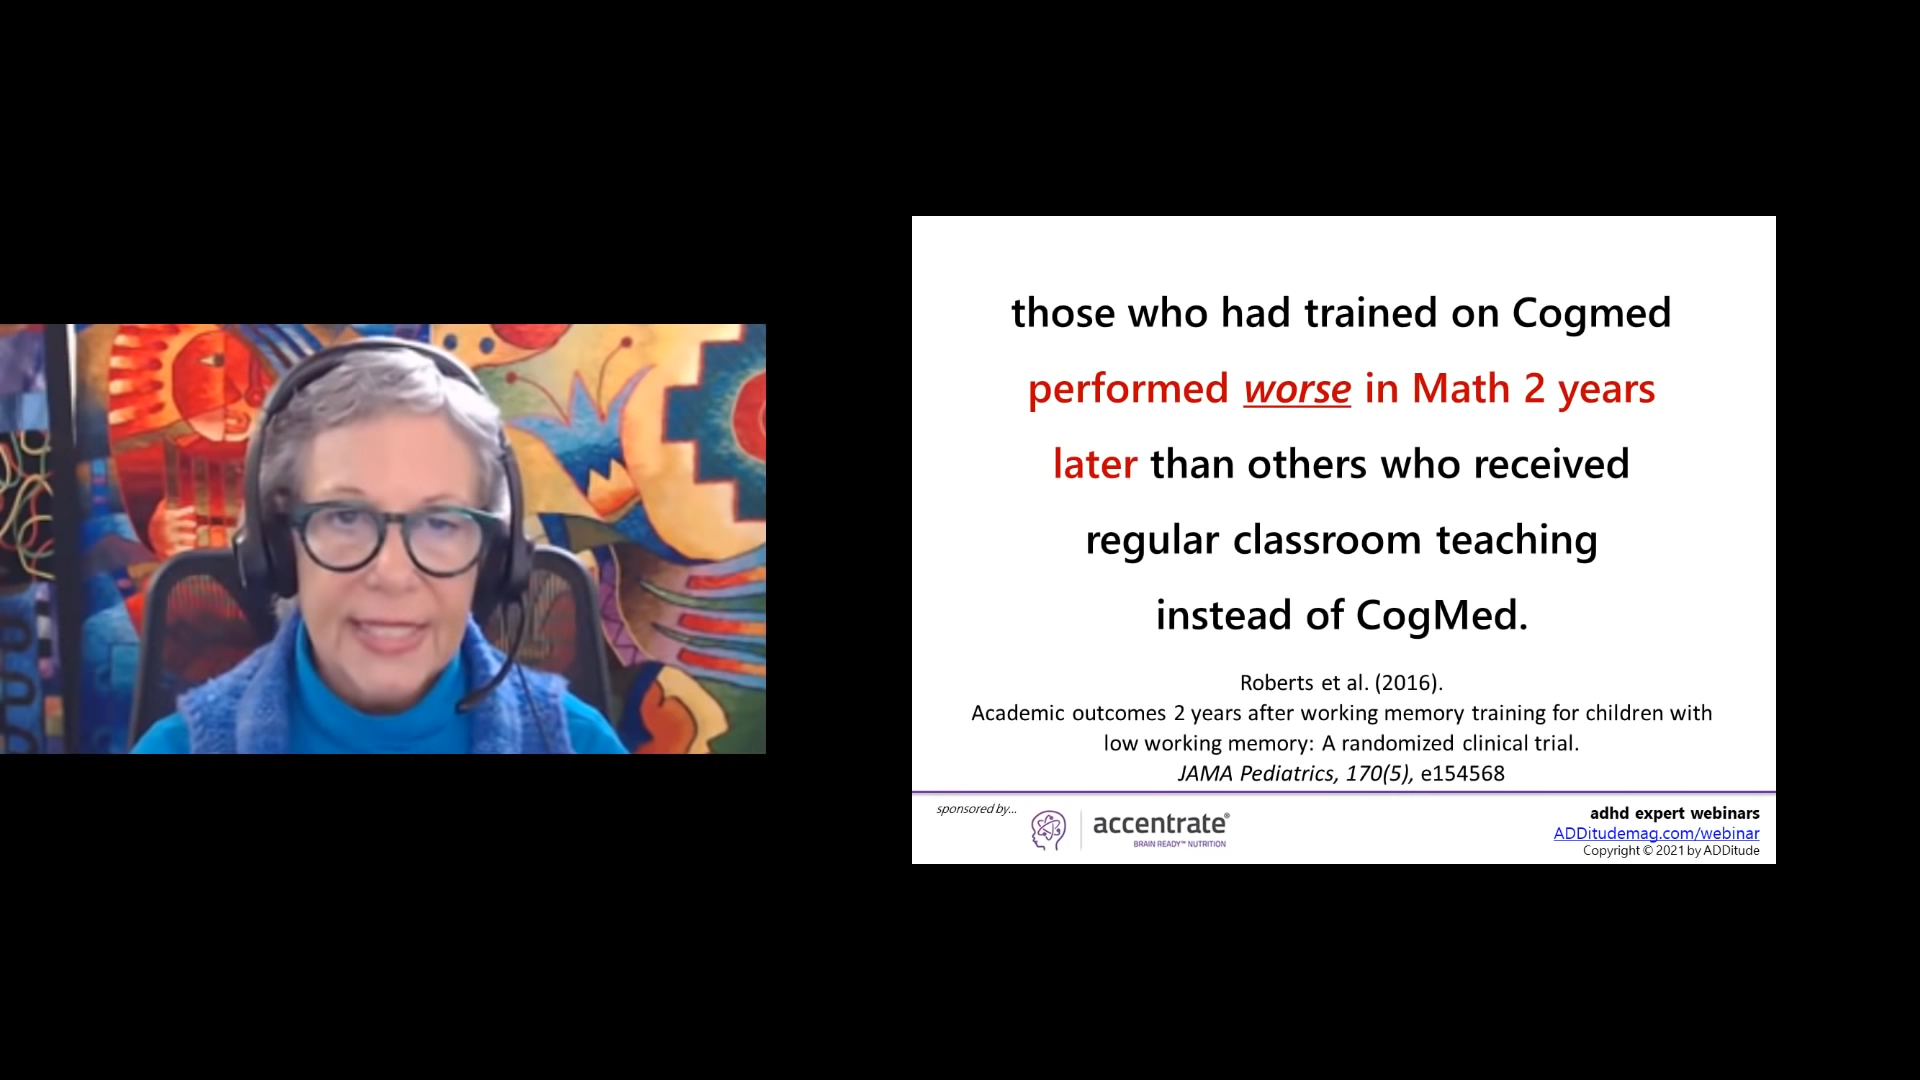 those who had trained on Cogmed
performed worse in Math 2 years
later than others who received
regular classroom teaching
instead of CogMed.
Roberts et al. (2016).
Academic outcomes 2 years after working memory training for children with
low working memory: A randomized clinical trial.
JAMA Pediatrics, 170(5), e154568
sponsored by...
accentrate®
BRAIN READY™ NUTRITION
adhd expert webinars
ADDitudemag.com/webinar
Copyright © 2021 by ADDitude